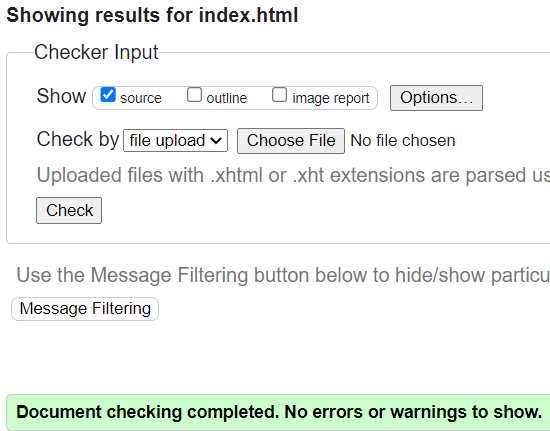 Showing results for index.html
Checker Input
Show source outline image report Options...
Check by file upload Choose File No file chosen
Uploaded files with .xhtml or .xht extensions are parsed us
Check
Use the Message Filtering button below to hide/show particu
Message Filtering
Document checking completed. No errors or warnings to show.